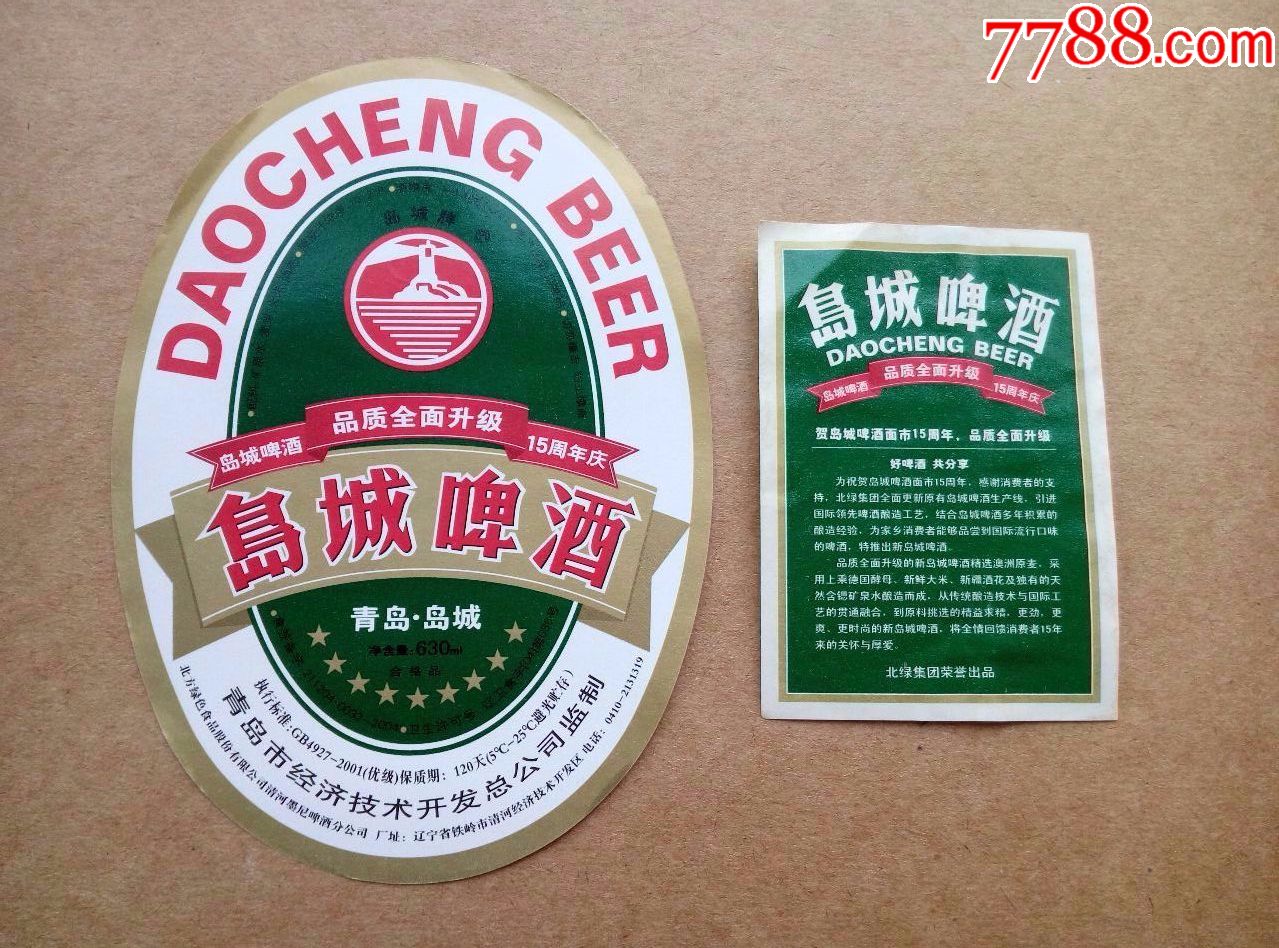 7788.com
DAOCHENG BEER
岛城牌
品质全面升级
岛城啤酒
15周年庆
島城啤酒
青岛·岛城
净含量:630ml
合格品
执行标准:GB4927-2001(优级)保质期:120天(5℃-25℃避光贮存)
青岛市经济技术开发总公司监制
北方绿色食品股份有限公司清河墨尼啤酒分公司 厂址:辽宁省铁岭市清河经济技术开发区 电话:0410-2131319
島城啤酒
DAOCHENG BEER
品质全面升级
岛城啤酒
15周年庆
贺岛城啤酒面市15周年,品质全面升级
好啤酒 共分享
为祝贺岛城啤酒面市15周年,感谢消费者的支
持,北绿集团全面更新原有岛城啤酒生产线,引进
国际领先啤酒酿造工艺,结合岛城啤酒多年积累的
酿造经验,为家乡消费者能够品尝到国际流行口味
的啤酒,特推出新岛城啤酒。
品质全面升级的新岛城啤酒精选澳洲原麦,采
用上乘德国酵母、新鲜大米、新疆酒花及独有的天
然含锶矿泉水酿造而成,从传统酿造技术与国际工
艺的贯通融合,到原料挑选的精益求精,更劲,更
爽、更时尚的新岛城啤酒,将全情回馈消费者15年
来的关怀与厚爱。
北绿集团荣誉出品